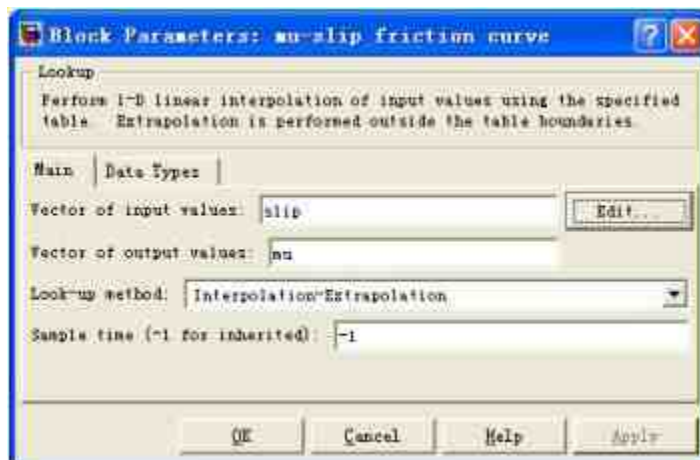 Block Parameters: mu-slip friction curve
Lookup
Perform 1-D linear interpolation of input values using the specified
table. Extrapolation is performed outside the table boundaries.
Main Data Types
Vector of input values: slip Edit...
Vector of output values: mu
Look-up method: Interpolation-Extrapolation
Sample time (-1 for inherited): -1
OK Cancel Help Apply